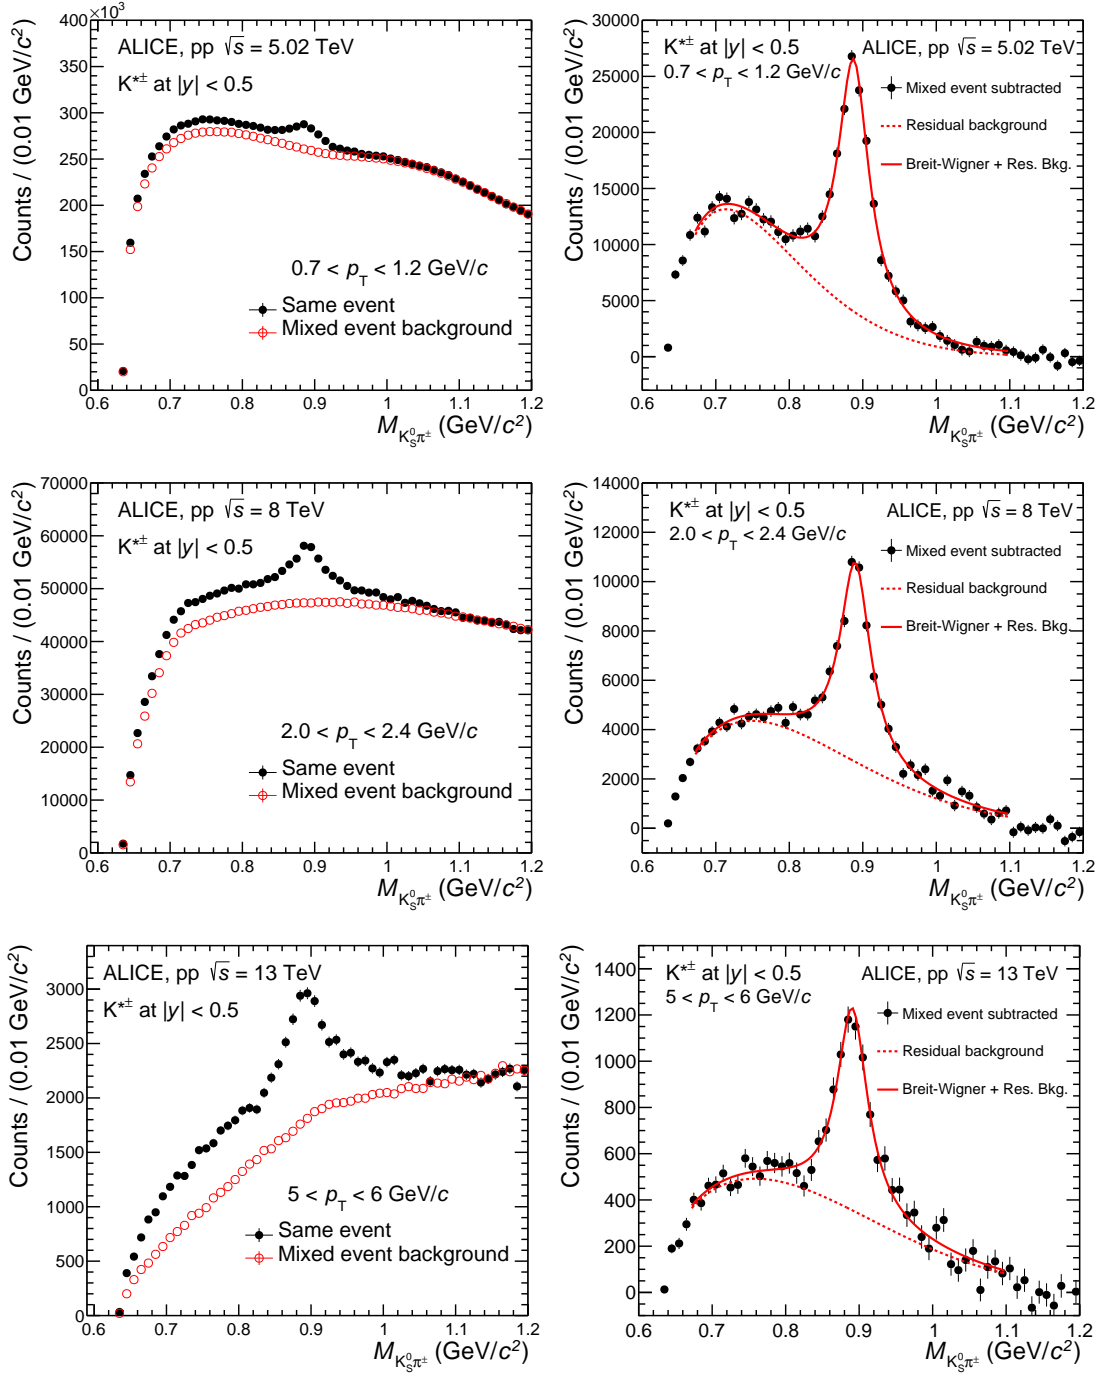 ×10³
Counts / (0.01 GeV/c²)
400
350
300
250
200
150
100
50
0
ALICE, pp √s = 5.02 TeV
K*± at |y| < 0.5
0.7 < p_T < 1.2 GeV/c
Same event
Mixed event background
0.6 0.7 0.8 0.9 1 1.1 1.2
M_K⁰_Sπ± (GeV/c²)
Counts / (0.01 GeV/c²)
30000
25000
20000
15000
10000
5000
0
K*± at |y| < 0.5
0.7 < p_T < 1.2 GeV/c
ALICE, pp √s = 5.02 TeV
Mixed event subtracted
Residual background
Breit-Wigner + Res. Bkg.
0.6 0.7 0.8 0.9 1 1.1 1.2
M_K⁰_Sπ± (GeV/c²)
Counts / (0.01 GeV/c²)
70000
60000
50000
40000
30000
20000
10000
0
ALICE, pp √s = 8 TeV
K*± at |y| < 0.5
2.0 < p_T < 2.4 GeV/c
Same event
Mixed event background
0.6 0.7 0.8 0.9 1 1.1 1.2
M_K⁰_Sπ± (GeV/c²)
Counts / (0.01 GeV/c²)
14000
12000
10000
8000
6000
4000
2000
0
K*± at |y| < 0.5
2.0 < p_T < 2.4 GeV/c
ALICE, pp √s = 8 TeV
Mixed event subtracted
Residual background
Breit-Wigner + Res. Bkg.
0.6 0.7 0.8 0.9 1 1.1 1.2
M_K⁰_Sπ± (GeV/c²)
Counts / (0.01 GeV/c²)
3000
2500
2000
1500
1000
500
0
ALICE, pp √s = 13 TeV
K*± at |y| < 0.5
5 < p_T < 6 GeV/c
Same event
Mixed event background
0.6 0.7 0.8 0.9 1 1.1 1.2
M_K⁰_Sπ± (GeV/c²)
Counts / (0.01 GeV/c²)
1400
1200
1000
800
600
400
200
0
K*± at |y| < 0.5
5 < p_T < 6 GeV/c
ALICE, pp √s = 13 TeV
Mixed event subtracted
Residual background
Breit-Wigner + Res. Bkg.
0.6 0.7 0.8 0.9 1 1.1 1.2
M_K⁰_Sπ± (GeV/c²)